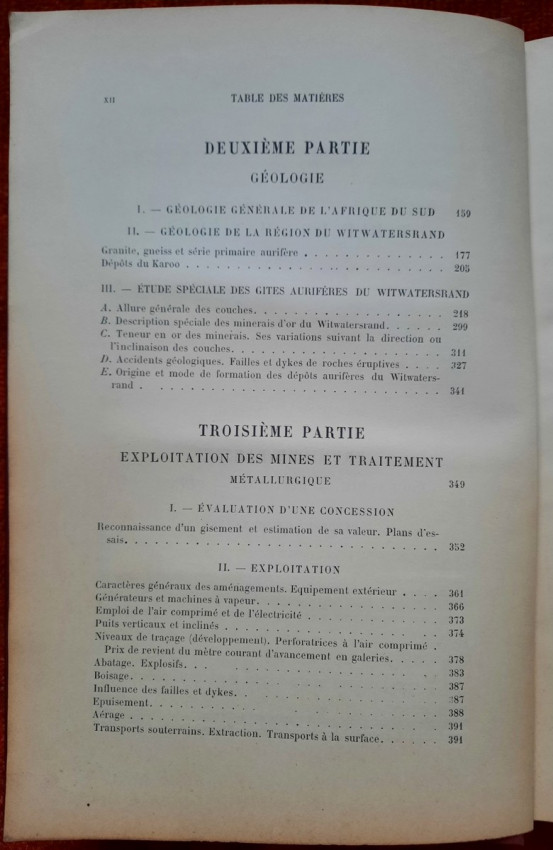 XII TABLE DES MATIÈRES
DEUXIÈME PARTIE
GÉOLOGIE
I. — GÉOLOGIE GÉNÉRALE DE L'AFRIQUE DU SUD 159
II. — GÉOLOGIE DE LA RÉGION DU WITWATERSRAND
Granite, gneiss et série primaire aurifère . . . . . . . . . . . . . . . 177
Dépôts du Karoo . . . . . . . . . . . . . . . . . . . . . . . . . . . 205
III. — ÉTUDE SPÉCIALE DES GITES AURIFÈRES DU WITWATERSRAND
A. Allure générale des couches. . . . . . . . . . . . . . . . . . . . 218
B. Description spéciale des minerais d'or du Witwatersrand. . . . . . 299
C. Teneur en or des minerais. Ses variations suivant la direction ou
l'inclinaison des couches. . . . . . . . . . . . . . . . . . . . . . 311
D. Accidents géologiques. Failles et dykes de roches éruptives . . . . 327
E. Origine et mode de formation des dépôts aurifères du Witwaters-
rand . . . . . . . . . . . . . . . . . . . . . . . . . . . . . . . 341
TROISIÈME PARTIE
EXPLOITATION DES MINES ET TRAITEMENT
MÉTALLURGIQUE 349
I. — ÉVALUATION D'UNE CONCESSION
Reconnaissance d'un gisement et estimation de sa valeur. Plans d'es-
sais. . . . . . . . . . . . . . . . . . . . . . . . . . . . . . . . 352
II. — EXPLOITATION
Caractères généraux des aménagements. Equipement extérieur . . . . 361
Générateurs et machines à vapeur. . . . . . . . . . . . . . . . . . 366
Emploi de l'air comprimé et de l'électricité . . . . . . . . . . . . . 373
Puits verticaux et inclinés . . . . . . . . . . . . . . . . . . . . . 374
Niveaux de traçage (développement). Perforatrices à l'air comprimé .
Prix de revient du mètre courant d'avancement en galeries. . . . . 378
Abatage. Explosifs. . . . . . . . . . . . . . . . . . . . . . . . . 383
Boisage. . . . . . . . . . . . . . . . . . . . . . . . . . . . . . 387
Influence des failles et dykes. . . . . . . . . . . . . . . . . . . . 387
Epuisement. . . . . . . . . . . . . . . . . . . . . . . . . . . . 388
Aérage . . . . . . . . . . . . . . . . . . . . . . . . . . . . . . 391
Transports souterrains. Extraction. Transports à la surface. . . . . . 391